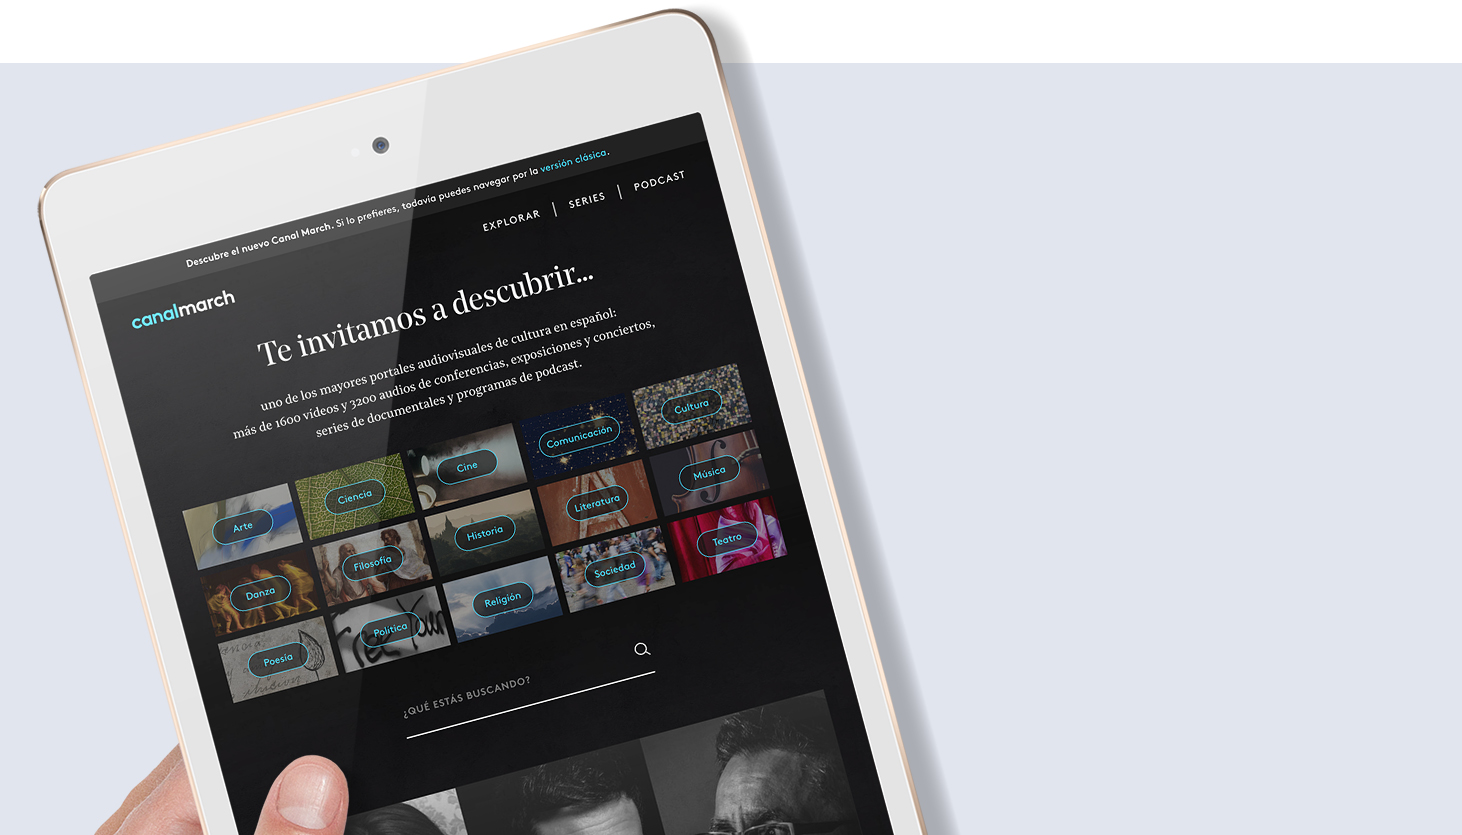 Descubre el nuevo Canal March. Si lo prefieres, todavía puedes navegar por la versión clásica.
EXPLORAR | SERIES | PODCAST
canalmarch
Te invitamos a descubrir...
uno de los mayores portales audiovisuales de cultura en español:
más de 1600 vídeos y 3200 audios de conferencias, exposiciones y conciertos,
series de documentales y programas de podcast.
Arte
Ciencia
Cine
Comunicación
Cultura
Danza
Filosofía
Historia
Literatura
Música
Poesía
Política
Religión
Sociedad
Teatro
Free
¿QUÉ ESTÁS BUSCANDO?